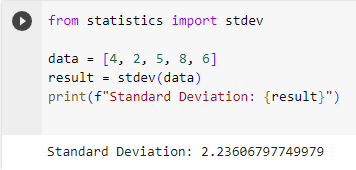 from statistics import stdev
data = [4, 2, 5, 8, 6]
result = stdev(data)
print(f"Standard Deviation: {result}")
Standard Deviation: 2.23606797749979